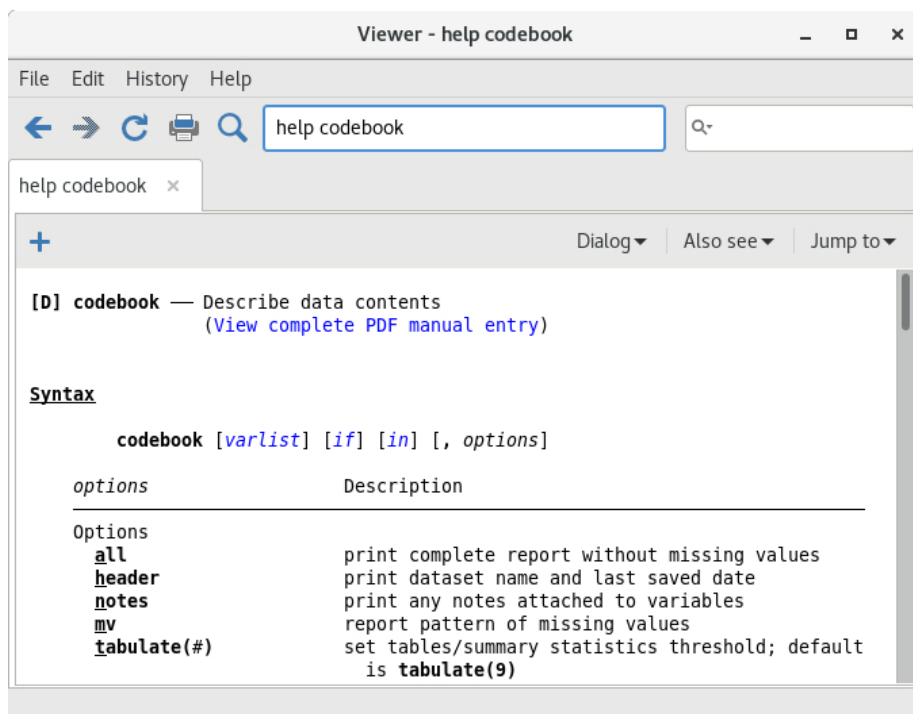 Viewer - help codebook
File Edit History Help
help codebook
help codebook
Dialog Also see Jump to
[D] codebook — Describe data contents
(View complete PDF manual entry)
Syntax
codebook [varlist] [if] [in] [, options]
options Description
Options
all print complete report without missing values
header print dataset name and last saved date
notes print any notes attached to variables
mv report pattern of missing values
tabulate(#) set tables/summary statistics threshold; default
is tabulate(9)